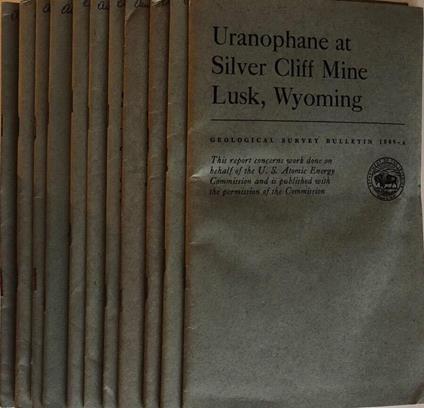 Uranophane at
Silver Cliff Mine
Lusk, Wyoming
GEOLOGICAL SURVEY BULLETIN 1009-A
This report concerns work done on
behalf of the U. S. Atomic Energy
Commission and is published with
the permission of the Commission